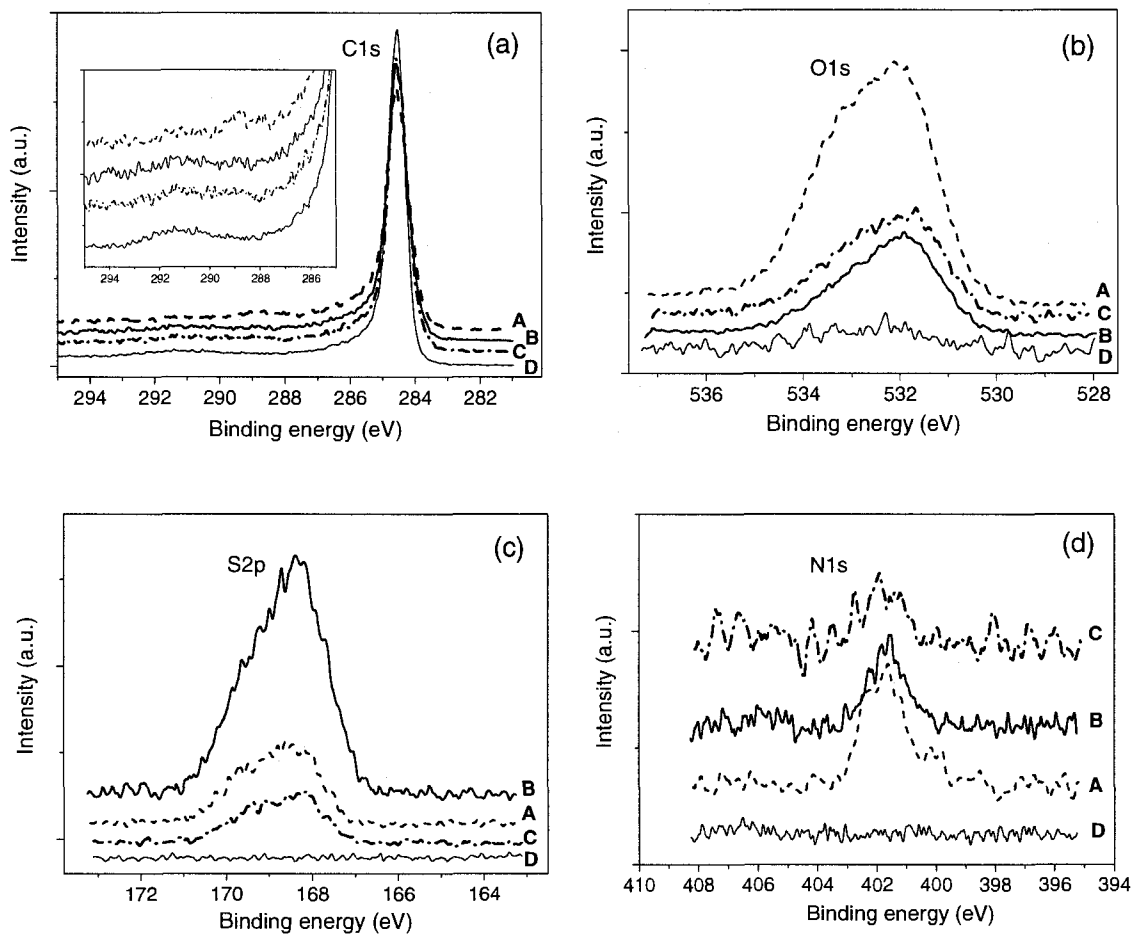 (a)
C1s
Intensity (a.u.)
294 292 290 288 286
A
B
C
D
294 292 290 288 286 284 282
Binding energy (eV)
(b)
O1s
Intensity (a.u.)
A
C
B
D
536 534 532 530 528
Binding energy (eV)
(c)
S2p
Intensity (a.u.)
B
A
C
D
172 170 168 166 164
Binding energy (eV)
(d)
N1s
Intensity (a.u.)
C
B
A
D
410 408 406 404 402 400 398 396 394
Binding energy (eV)